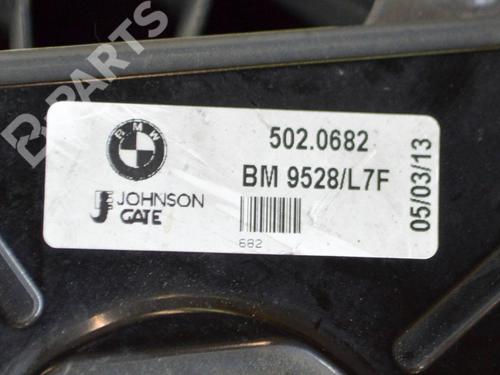 B-PARTS
BMW
502.0682
BM 9528/L7F
JOHNSON
GATE
682
05/03/13